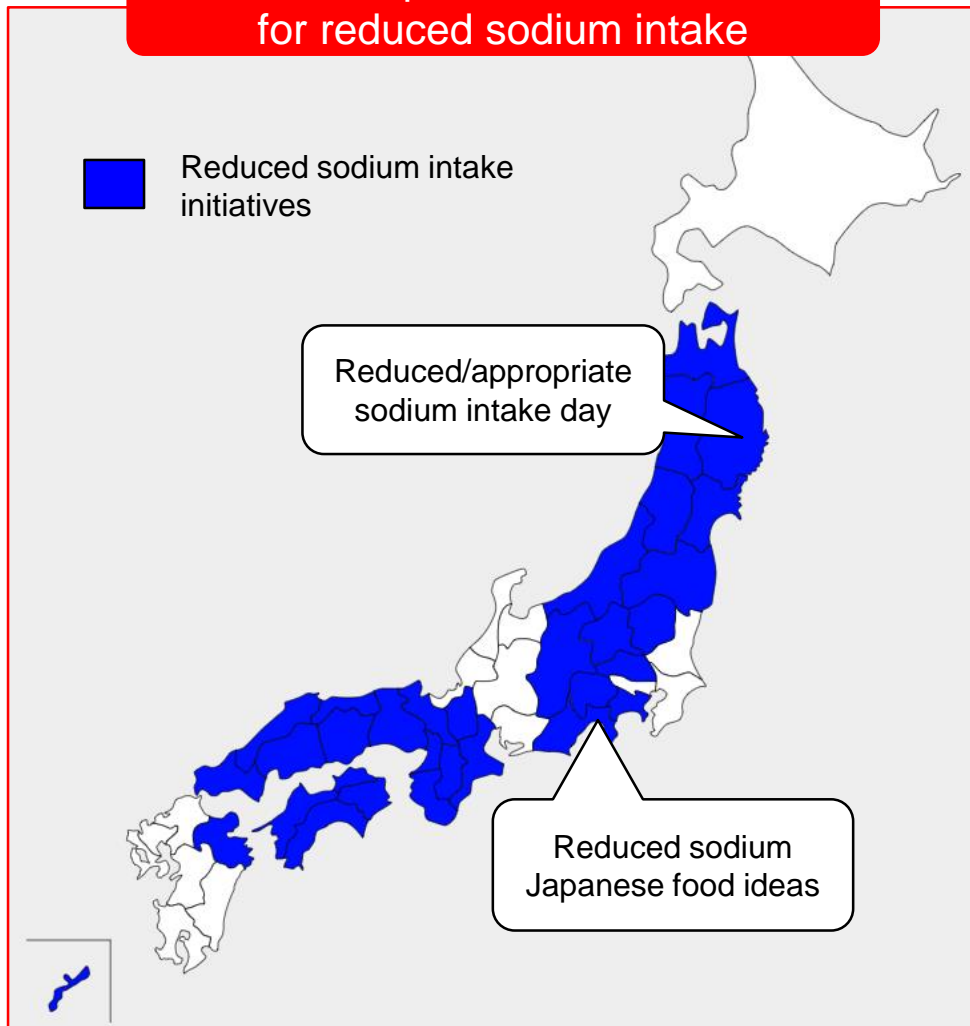 for reduced sodium intake
Reduced sodium intake
initiatives
Reduced/appropriate
sodium intake day
Reduced sodium
Japanese food ideas